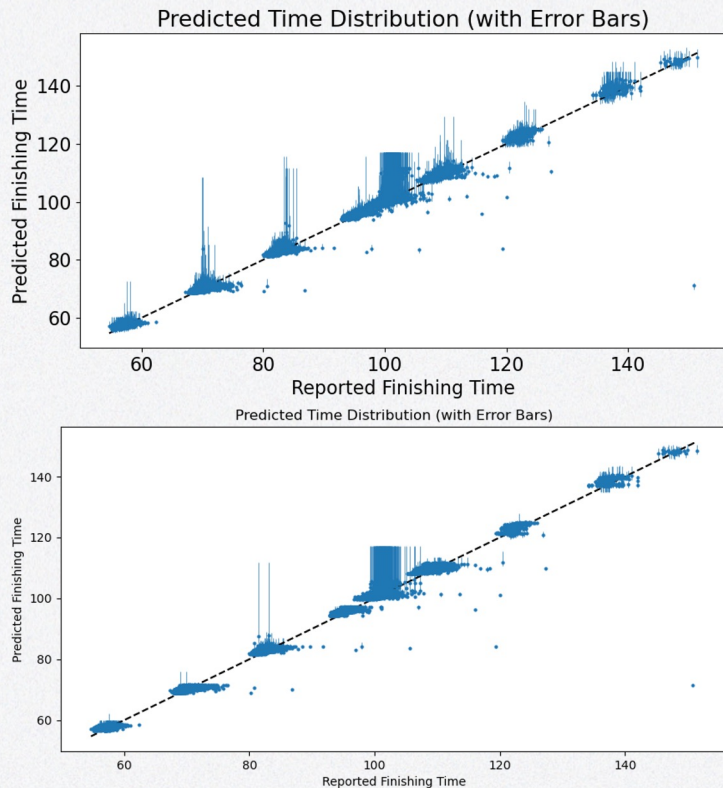 Predicted Time Distribution (with Error Bars)
Predicted Finishing Time
140
120
100
80
60
60 80 100 120 140
Reported Finishing Time
Predicted Time Distribution (with Error Bars)
Predicted Finishing Time
140
120
100
80
60
60 80 100 120 140
Reported Finishing Time